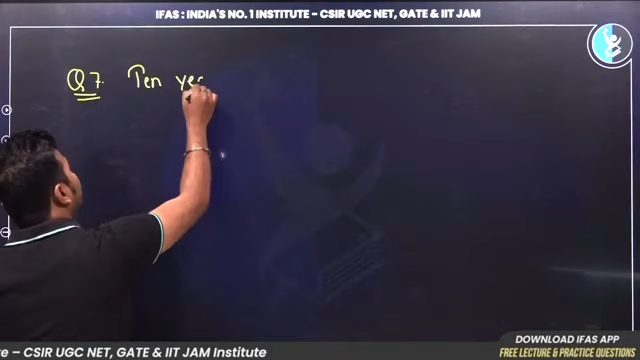 IFAS : INDIA'S NO. 1 INSTITUTE – CSIR UGC NET, GATE & IIT JAM
Q7. Ten yea
DOWNLOAD IFAS APP
– CSIR UGC NET, GATE & IIT JAM Institute
FREE LECTURE & PRACTICE QUESTIONS